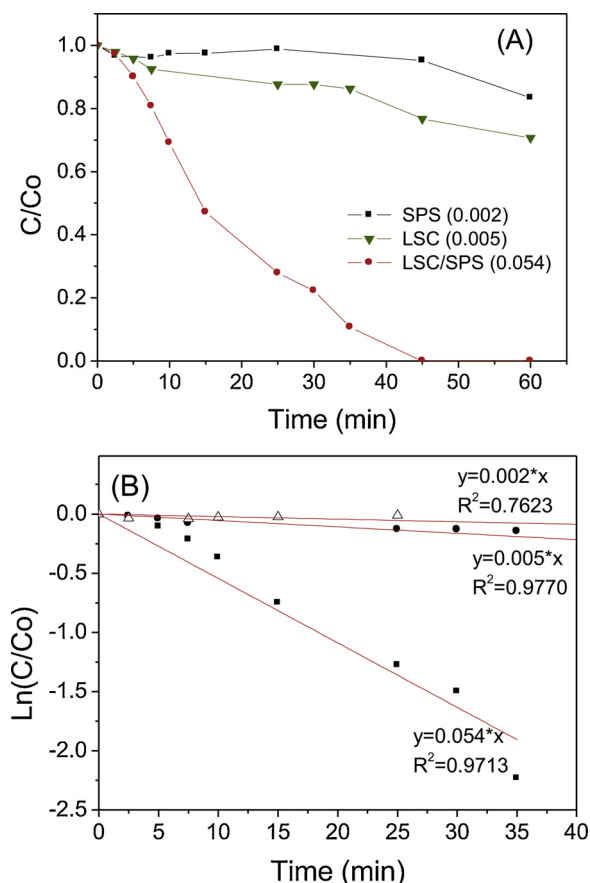 (A)
1.0
0.8
0.6
0.4
0.2
0.0
C/Co
SPS (0.002)
LSC (0.005)
LSC/SPS (0.054)
0 10 20 30 40 50 60
Time (min)
(B)
0.0
-0.5
-1.0
-1.5
-2.0
-2.5
Ln(C/Co)
y=0.002*x
R²=0.7623
y=0.005*x
R²=0.9770
y=0.054*x
R²=0.9713
0 5 10 15 20 25 30 35 40
Time (min)